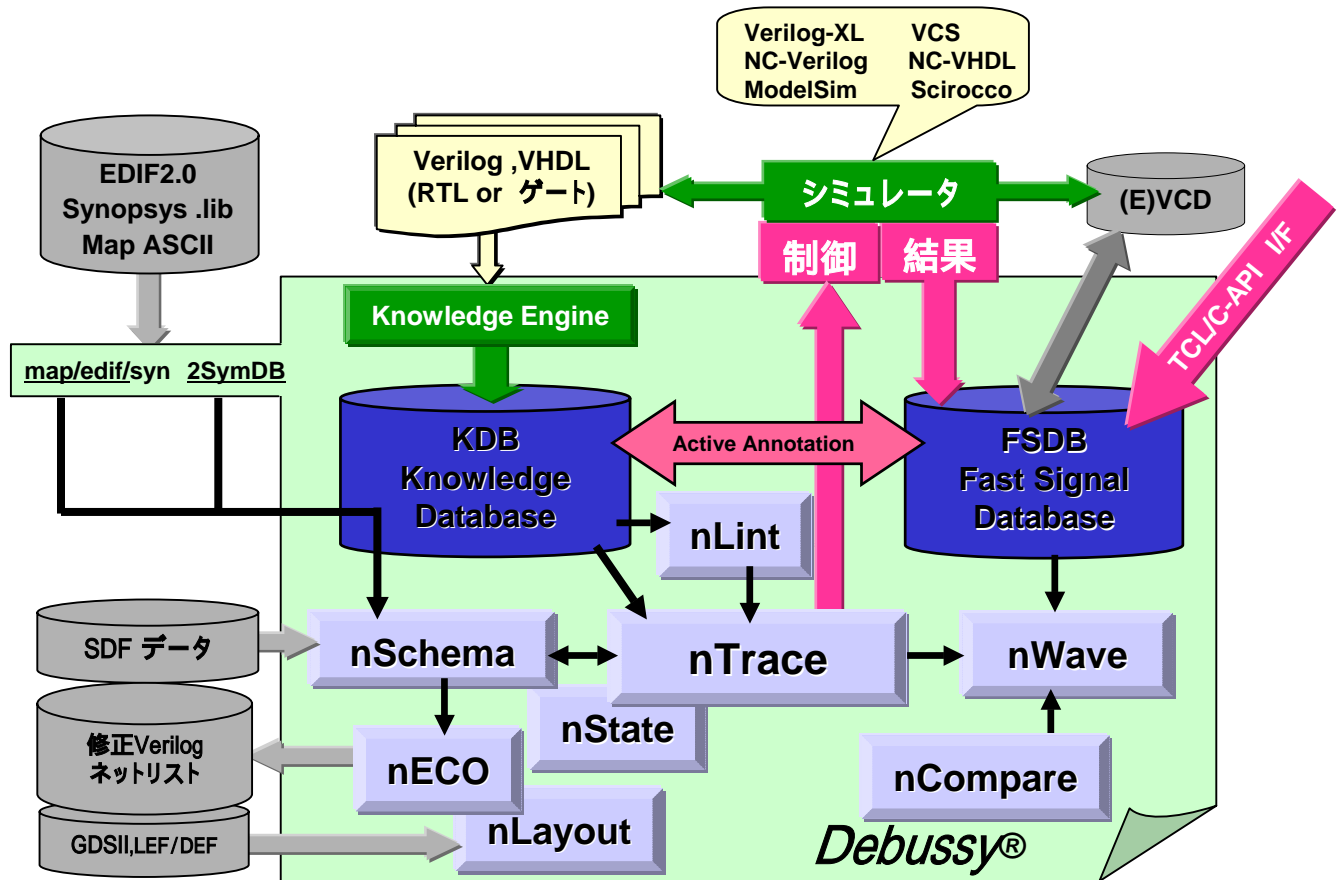 Verilog-XL VCS
NC-Verilog NC-VHDL
ModelSim Scirocco
EDIF2.0
Synopsys .lib
Map ASCII
Verilog ,VHDL
(RTL or ゲート)
シミュレータ
(E)VCD
制御 結果
TCL/C-API I/F
Knowledge Engine
map/edif/syn 2SymDB
KDB
Knowledge
Database
Active Annotation
FSDB
Fast Signal
Database
nLint
SDF データ
nSchema
nTrace
nWave
nState
修正Verilog
ネットリスト
nECO
nCompare
nLayout
GDSII,LEF/DEF
Debussy®